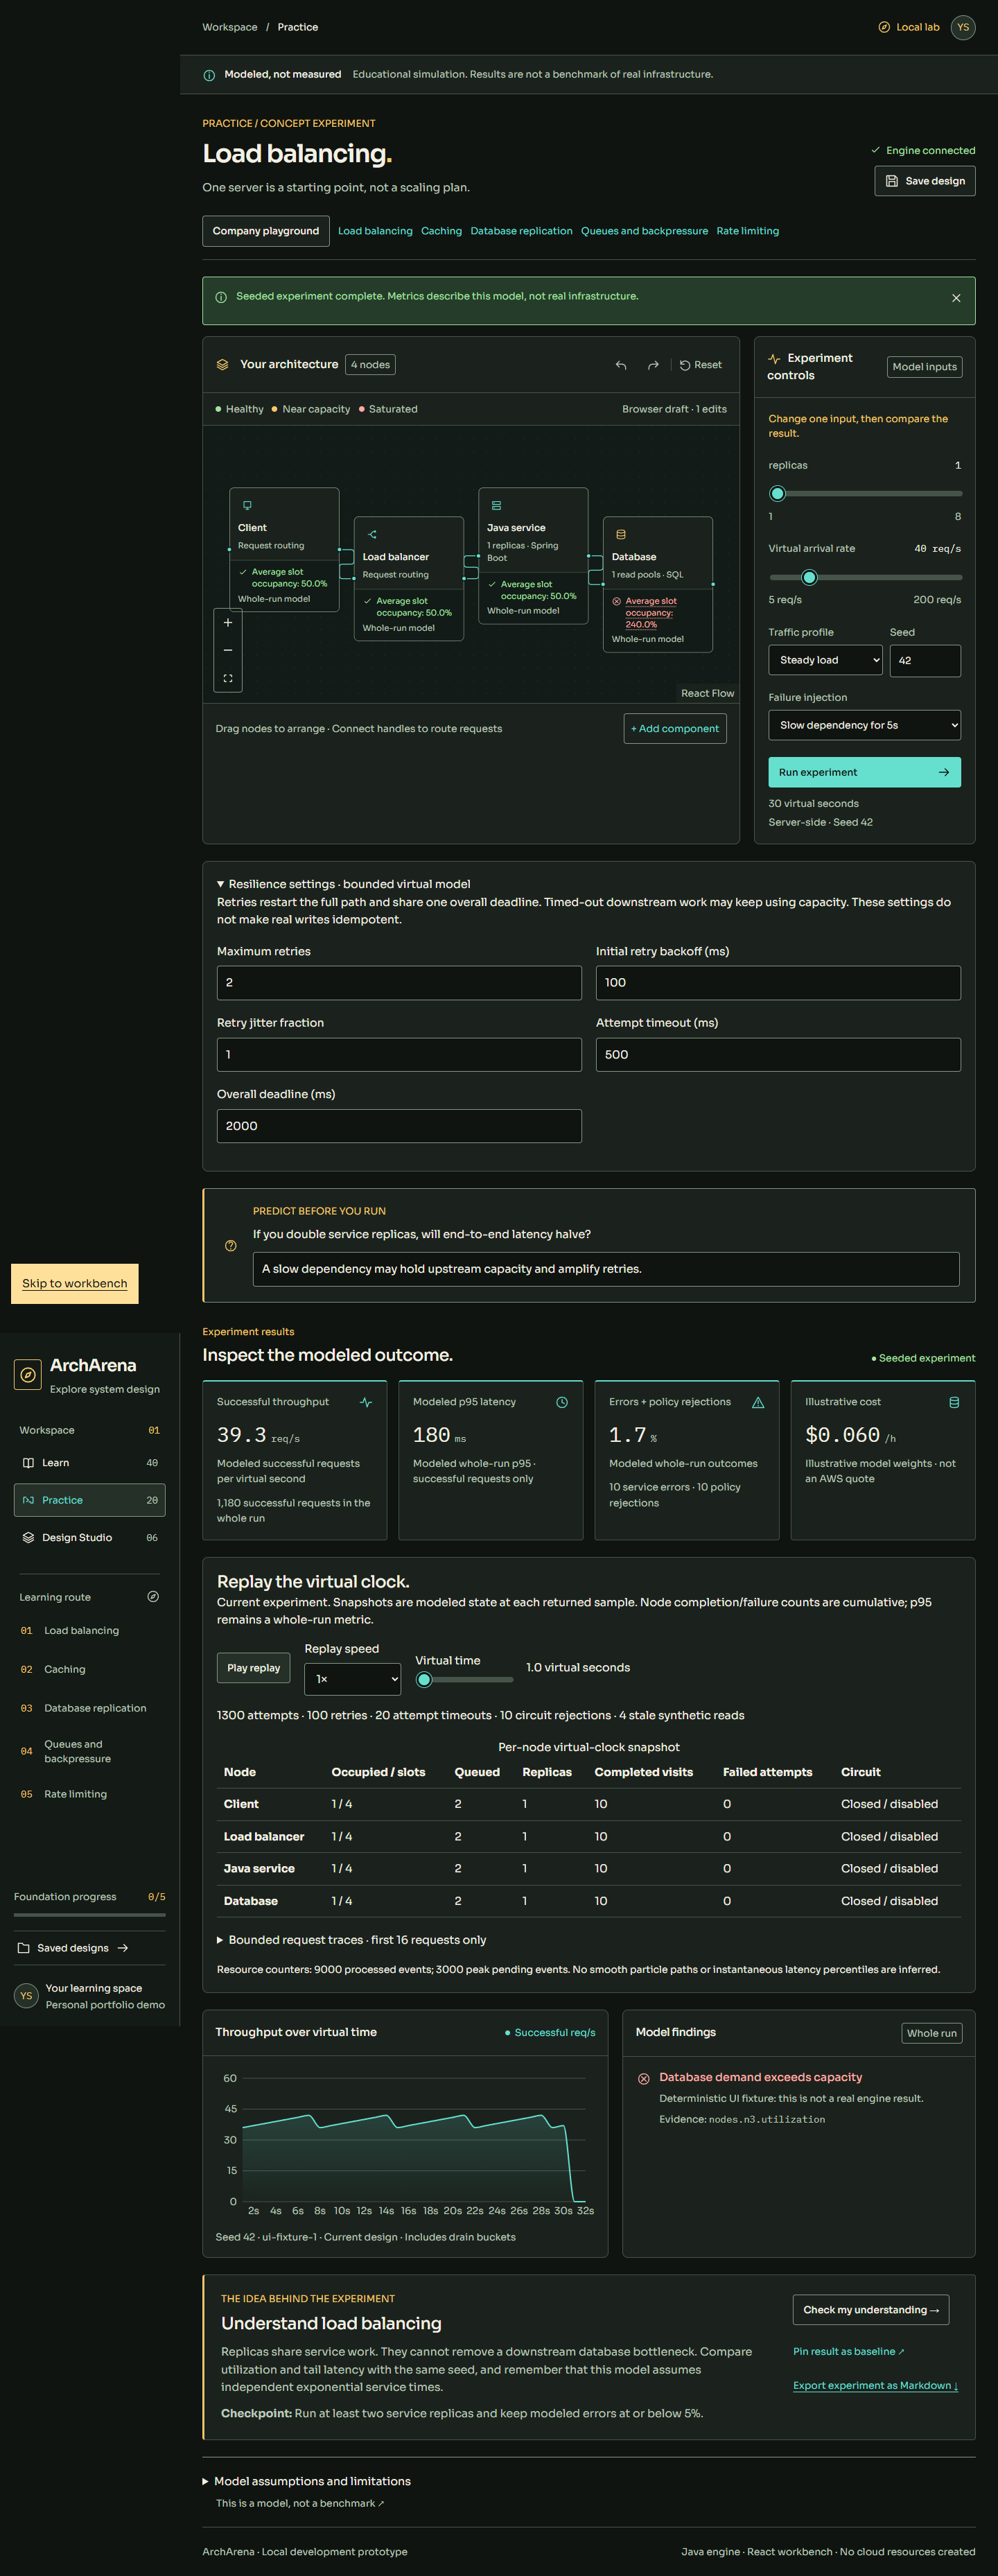 Workspace / Practice
Local lab
YS
Modeled, not measured Educational simulation. Results are not a benchmark of real infrastructure.
PRACTICE / CONCEPT EXPERIMENT
Load balancing.
One server is a starting point, not a scaling plan.
Engine connected
Save design
Company playground Load balancing Caching Database replication Queues and backpressure Rate limiting
Seeded experiment complete. Metrics describe this model, not real infrastructure.
Your architecture 4 nodes
Reset
Healthy Near capacity Saturated
Browser draft · 1 edits
Client
Request routing
Average slot
occupancy: 50.0%
Whole-run model
Load balancer
Request routing
Average slot
occupancy: 50.0%
Whole-run model
Java service
1 replicas · Spring
Boot
Average slot
occupancy: 50.0%
Whole-run model
Database
1 read pools · SQL
Average slot
occupancy:
240.0%
Whole-run model
React Flow
Drag nodes to arrange · Connect handles to route requests
+ Add component
Experiment
controls
Model inputs
Change one input, then compare the
result.
replicas 1
1 8
Virtual arrival rate 40 req/s
5 req/s 200 req/s
Traffic profile Seed
Steady load 42
Failure injection
Slow dependency for 5s
Run experiment →
30 virtual seconds
Server-side · Seed 42
▼ Resilience settings · bounded virtual model
Retries restart the full path and share one overall deadline. Timed-out downstream work may keep using capacity. These settings do
not make real writes idempotent.
Maximum retries Initial retry backoff (ms)
2 100
Retry jitter fraction Attempt timeout (ms)
1 500
Overall deadline (ms)
2000
PREDICT BEFORE YOU RUN
If you double service replicas, will end-to-end latency halve?
A slow dependency may hold upstream capacity and amplify retries.
Skip to workbench
ArchArena
Explore system design
Workspace 01
Learn 40
Practice 20
Design Studio 06
Learning route
01 Load balancing
02 Caching
03 Database replication
04 Queues and
backpressure
05 Rate limiting
Foundation progress 0/5
Saved designs →
YS
Your learning space
Personal portfolio demo
Experiment results
Inspect the modeled outcome.
Seeded experiment
Successful throughput
39.3 req/s
Modeled successful requests
per virtual second
1,180 successful requests in the
whole run
Modeled p95 latency
180 ms
Modeled whole-run p95 ·
successful requests only
Errors + policy rejections
1.7 %
Modeled whole-run outcomes
10 service errors · 10 policy
rejections
Illustrative cost
$0.060 /h
Illustrative model weights · not
an AWS quote
Replay the virtual clock.
Current experiment. Snapshots are modeled state at each returned sample. Node completion/failure counts are cumulative; p95
remains a whole-run metric.
Play replay
Replay speed
1×
Virtual time
1.0 virtual seconds
1300 attempts · 100 retries · 20 attempt timeouts · 10 circuit rejections · 4 stale synthetic reads
Per-node virtual-clock snapshot
Node Occupied / slots Queued Replicas Completed visits Failed attempts Circuit
Client 1 / 4 2 1 10 0 Closed / disabled
Load balancer 1 / 4 2 1 10 0 Closed / disabled
Java service 1 / 4 2 1 10 0 Closed / disabled
Database 1 / 4 2 1 10 0 Closed / disabled
▶ Bounded request traces · first 16 requests only
Resource counters: 9000 processed events; 3000 peak pending events. No smooth particle paths or instantaneous latency percentiles are inferred.
Throughput over virtual time
Successful req/s
60
45
30
15
0
2s 4s 6s 8s 10s 12s 14s 16s 18s 20s 22s 24s 26s 28s 30s 32s
Seed 42 · ui-fixture-1 · Current design · Includes drain buckets
Model findings
Whole run
Database demand exceeds capacity
Deterministic UI fixture: this is not a real engine result.
Evidence: nodes.n3.utilization
THE IDEA BEHIND THE EXPERIMENT
Understand load balancing
Replicas share service work. They cannot remove a downstream database bottleneck. Compare
utilization and tail latency with the same seed, and remember that this model assumes
independent exponential service times.
Checkpoint: Run at least two service replicas and keep modeled errors at or below 5%.
Check my understanding →
Pin result as baseline ↗
Export experiment as Markdown ↓
▶ Model assumptions and limitations
This is a model, not a benchmark ↗
ArchArena · Local development prototype
Java engine · React workbench · No cloud resources created